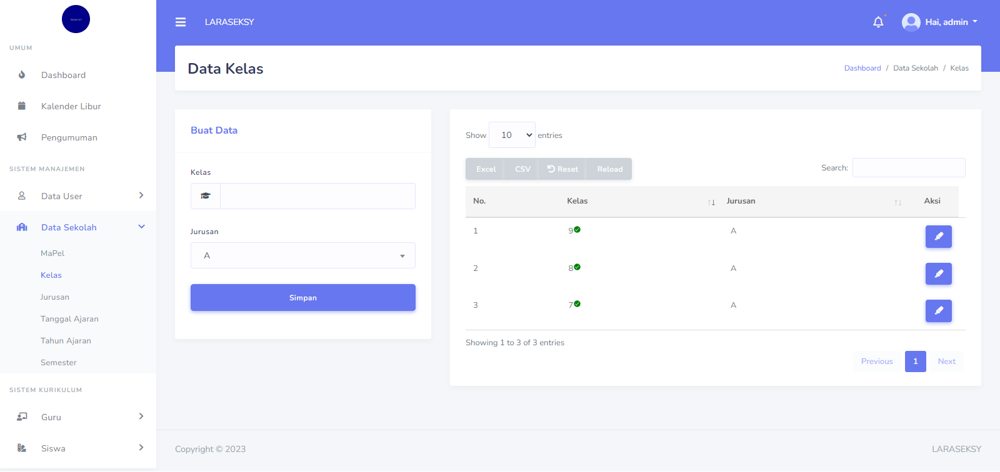 LARASEKSY
Hai, admin
UMUM
Dashboard
Kalender Libur
Pengumuman
SISTEM MANAJEMEN
Data User
Data Sekolah
MaPel
Kelas
Jurusan
Tanggal Ajaran
Tahun Ajaran
Semester
SISTEM KURIKULUM
Guru
Siswa
Data Kelas
Dashboard / Data Sekolah / Kelas
Buat Data
Kelas
Jurusan
A
Simpan
Show 10 entries
Excel CSV Reset Reload
Search:
No. Kelas Jurusan Aksi
1 9 A
2 8 A
3 7 A
Showing 1 to 3 of 3 entries
Previous 1 Next
Copyright © 2023
LARASEKSY